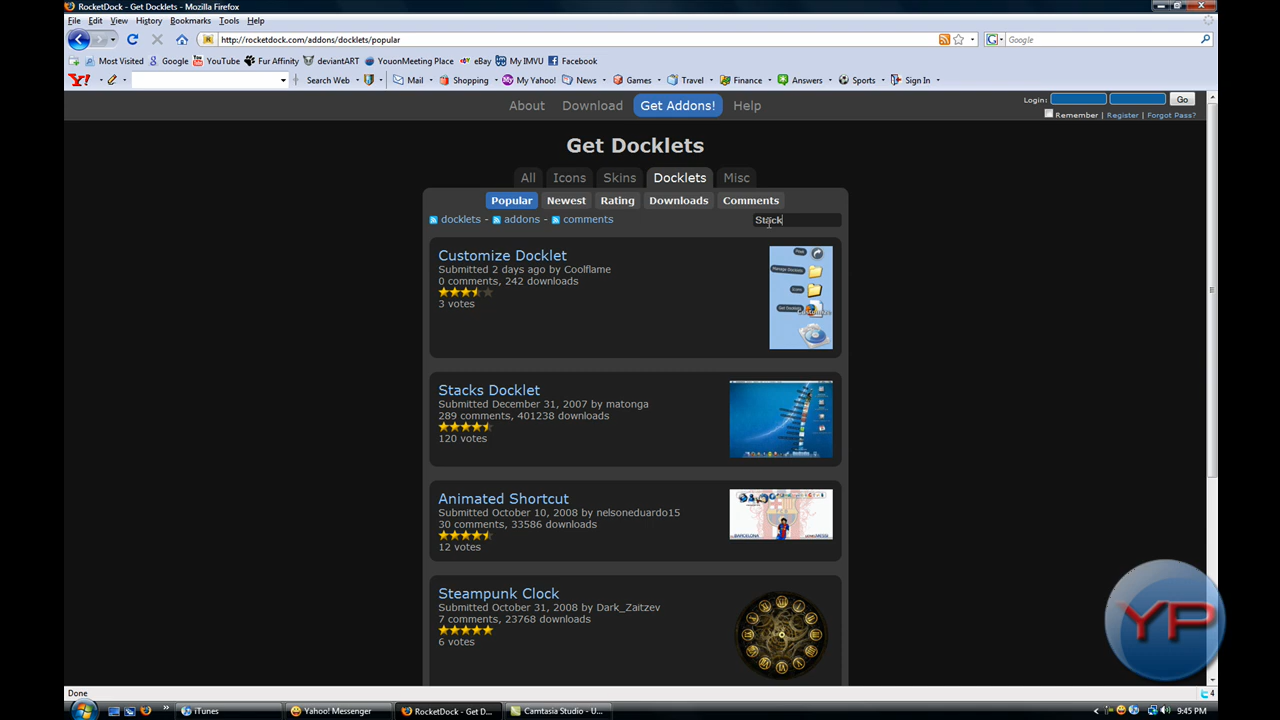 RocketDock - Get Docklets - Mozilla Firefox
File Edit View History Bookmarks Tools Help
http://rocketdock.com/addons/docklets/popular
Google
Most Visited Google YouTube Fur Affinity deviantART YouonMeeting Place eBay My IMVU Facebook
Y! Search Web Mail Shopping My Yahoo! News Games Travel Finance Answers Sports Sign In
About Download Get Addons! Help
Login: Go
Remember | Register | Forgot Pass?
Get Docklets
All Icons Skins Docklets Misc
Popular Newest Rating Downloads Comments
docklets - addons - comments
Stack
Customize Docklet
Submitted 2 days ago by Coolflame
0 comments, 242 downloads
3 votes
Stacks Docklet
Submitted December 31, 2007 by matonga
289 comments, 401238 downloads
120 votes
Animated Shortcut
Submitted October 10, 2008 by nelsoneduardo15
30 comments, 33586 downloads
12 votes
Steampunk Clock
Submitted October 31, 2008 by Dark_Zaitzev
7 comments, 23768 downloads
6 votes
YP
Done
4
iTunes
Yahoo! Messenger
RocketDock - Get D...
Camtasia Studio - U...
9:45 PM